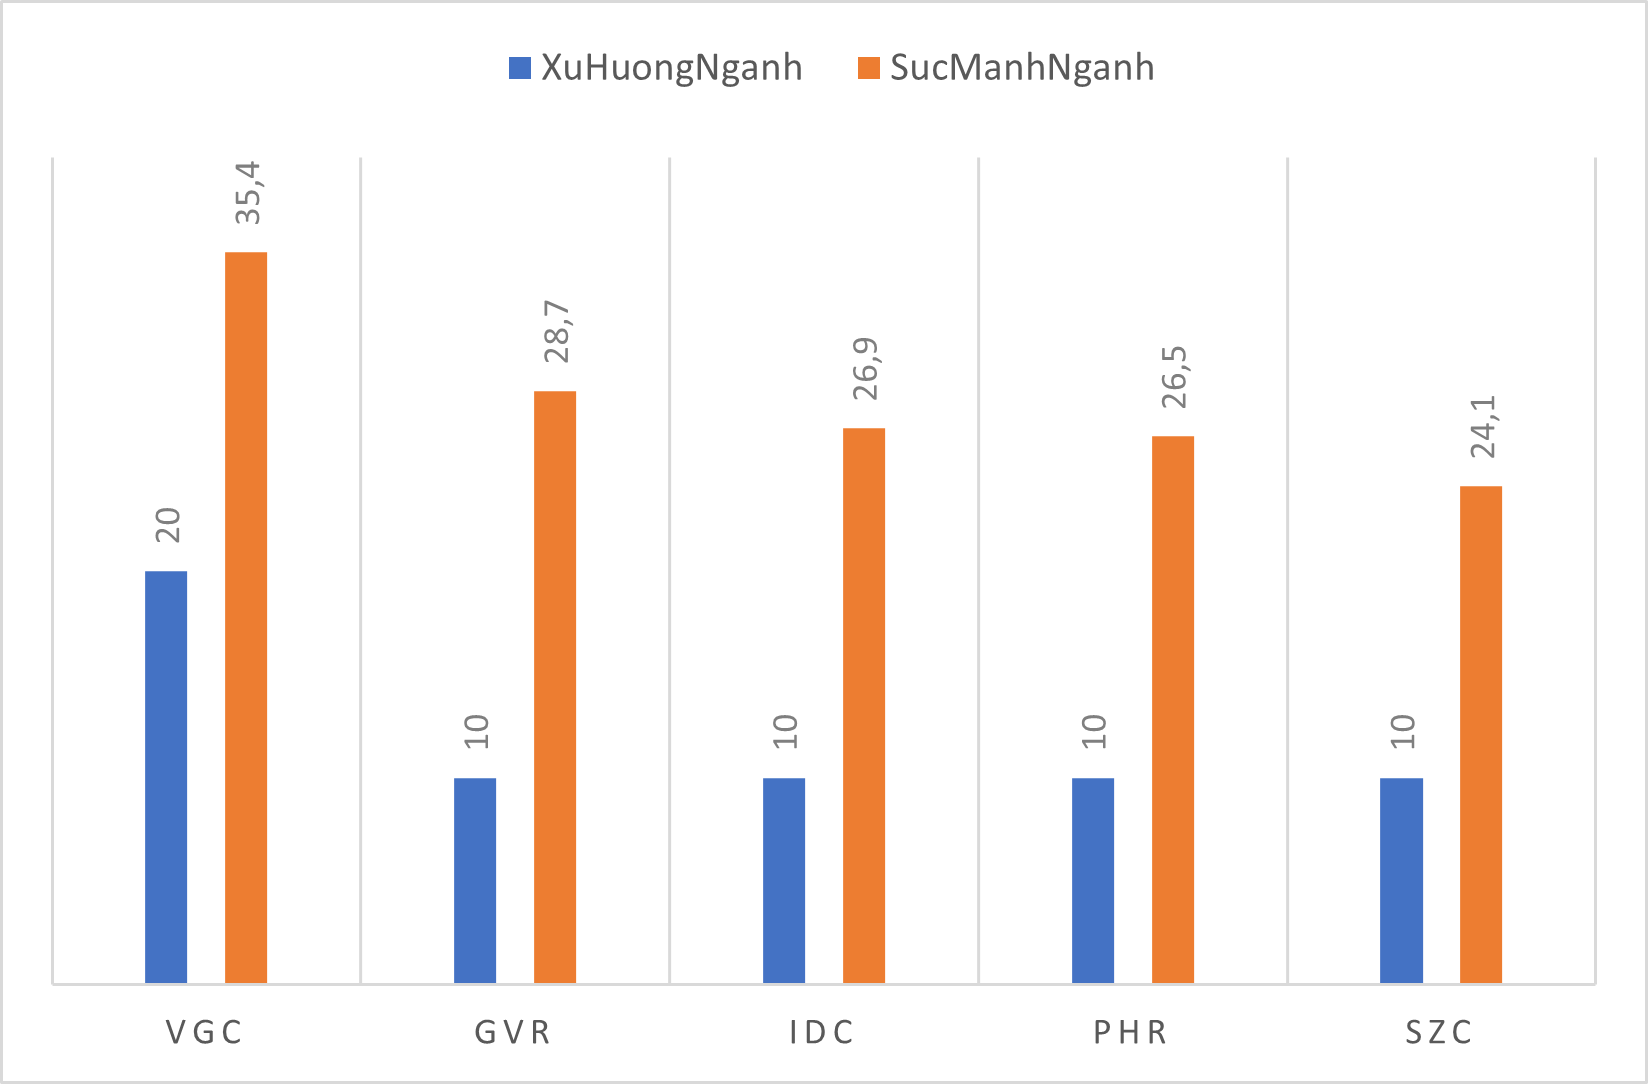 XuHuongNganh SucManhNganh
20 35,4 10 28,7 10 26,9 10 26,5 10 24,1
VGC GVR IDC PHR SZC